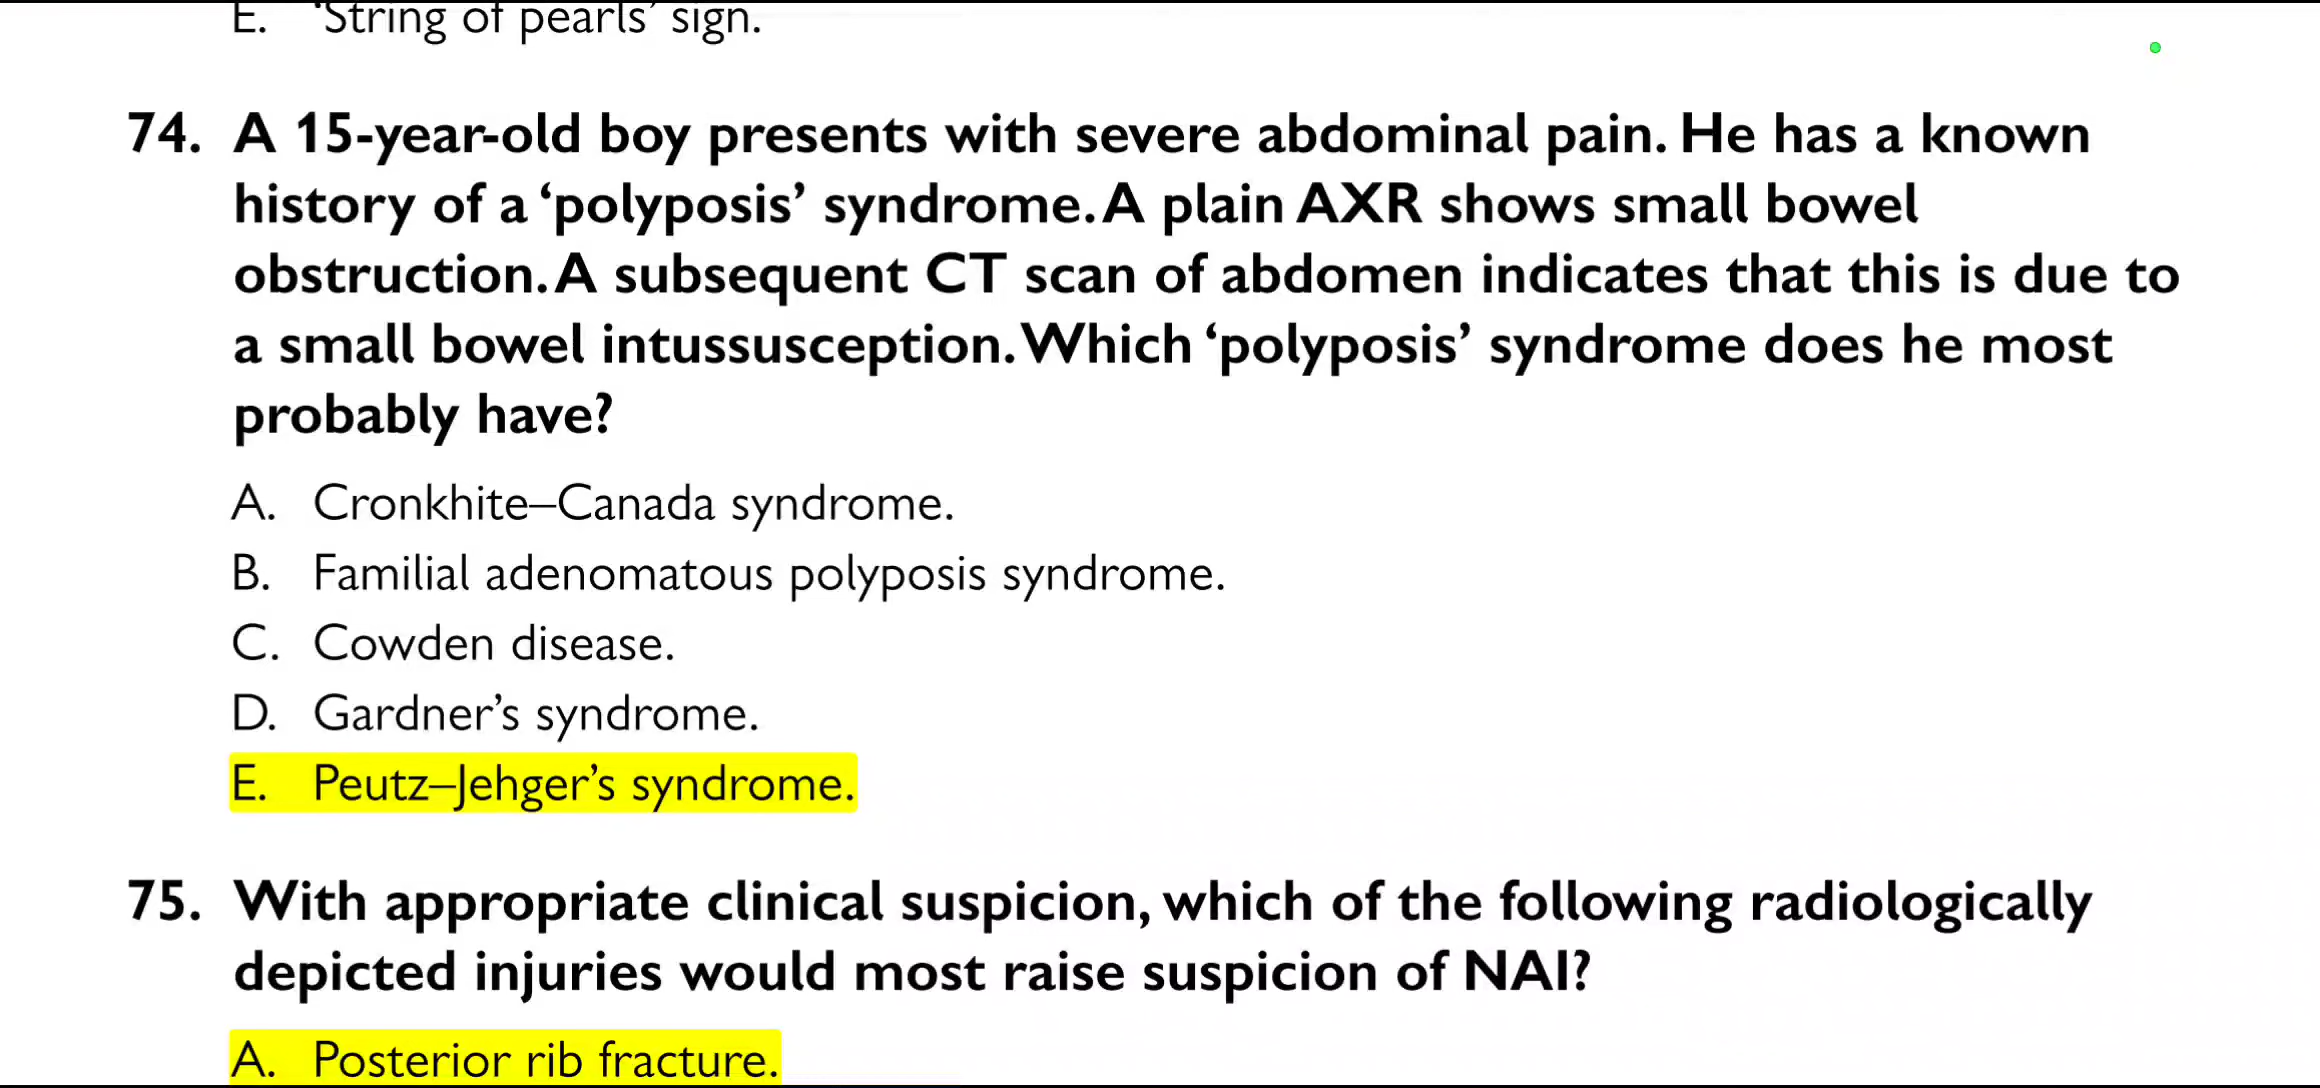 E. ‘String of pearls’ sign.
74. A 15-year-old boy presents with severe abdominal pain. He has a known
history of a ‘polyposis’ syndrome. A plain AXR shows small bowel
obstruction. A subsequent CT scan of abdomen indicates that this is due to
a small bowel intussusception. Which ‘polyposis’ syndrome does he most
probably have?
A. Cronkhite–Canada syndrome.
B. Familial adenomatous polyposis syndrome.
C. Cowden disease.
D. Gardner’s syndrome.
E. Peutz–Jehger’s syndrome.
75. With appropriate clinical suspicion, which of the following radiologically
depicted injuries would most raise suspicion of NAI?
A. Posterior rib fracture.